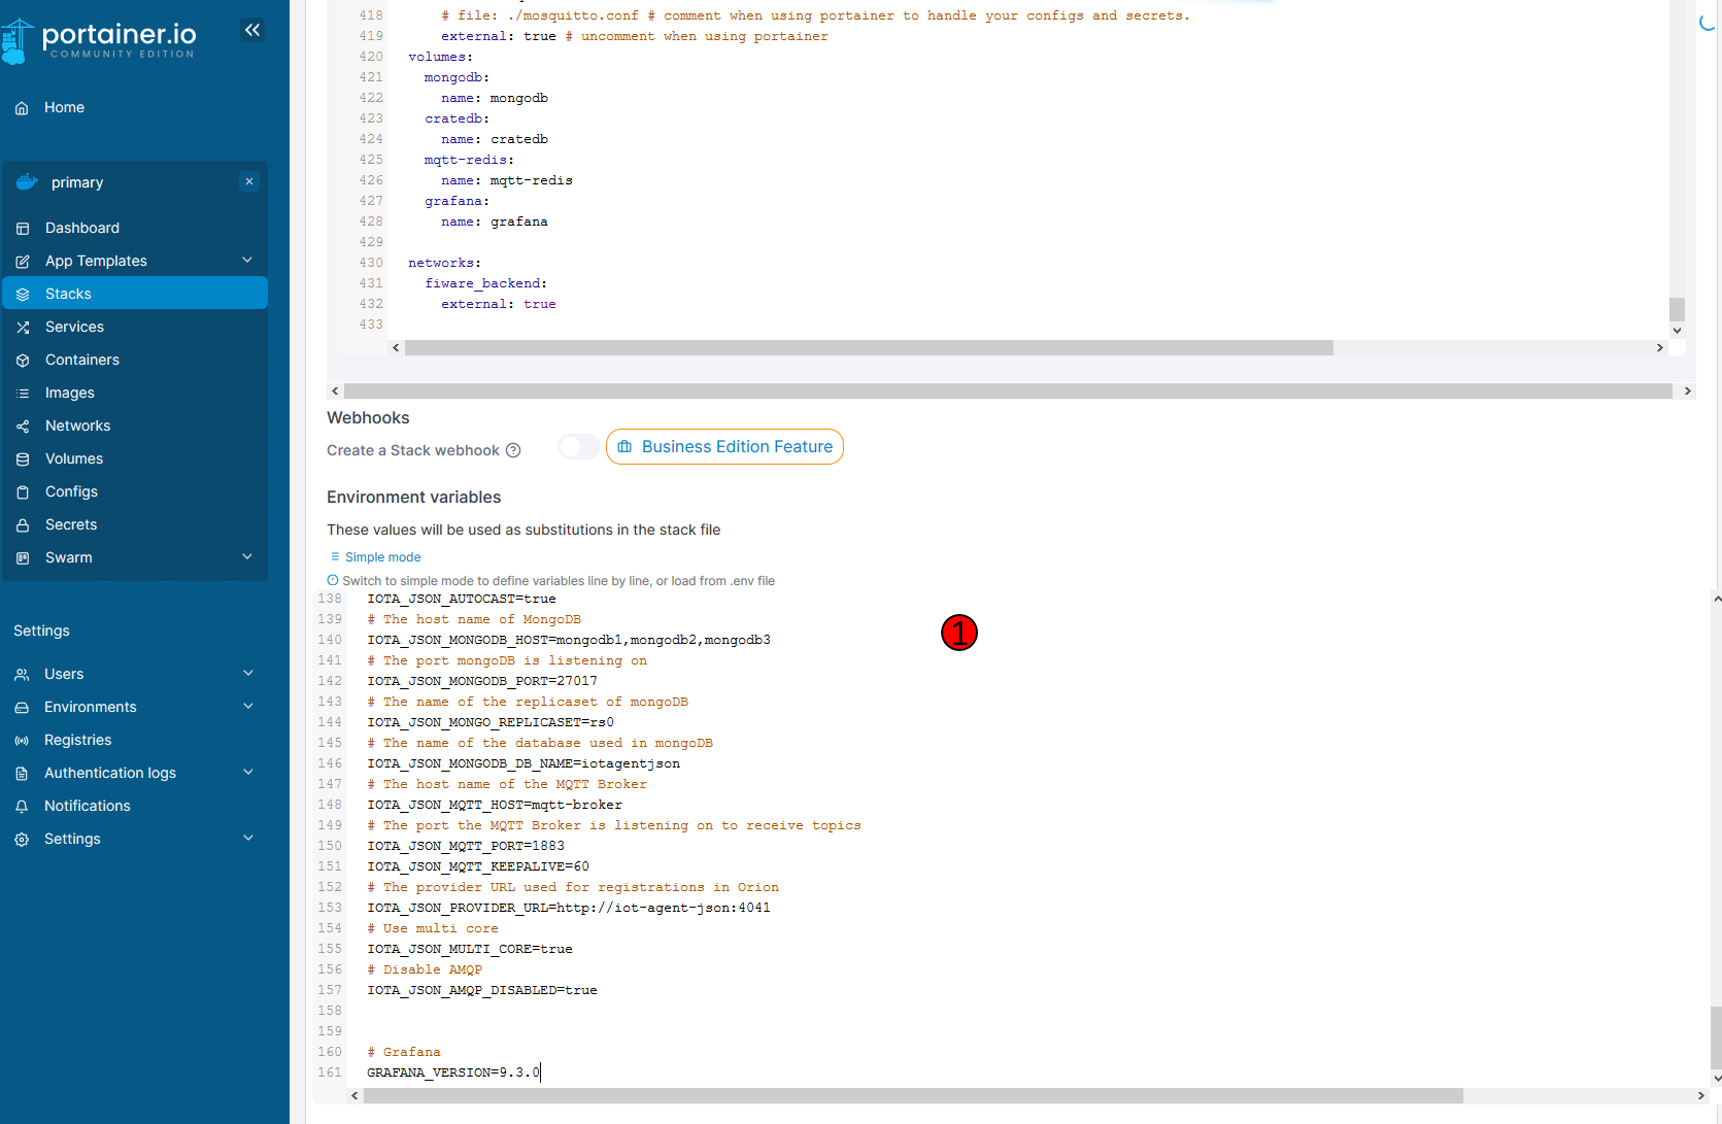 portainer.io
COMMUNITY EDITION
Home
primary
Dashboard
App Templates
Stacks
Services
Containers
Images
Networks
Volumes
Configs
Secrets
Swarm
Settings
Users
Environments
Registries
Authentication logs
Notifications
Settings
418 # file: ./mosquitto.conf # comment when using portainer to handle your configs and secrets.
419 external: true # uncomment when using portainer
420 volumes:
421 mongodb:
422 name: mongodb
423 cratedb:
424 name: cratedb
425 mqtt-redis:
426 name: mqtt-redis
427 grafana:
428 name: grafana
429
430 networks:
431 fiware_backend:
432 external: true
433
Webhooks
Create a Stack webhook
Business Edition Feature
Environment variables
These values will be used as substitutions in the stack file
Simple mode
Switch to simple mode to define variables line by line, or load from .env file
138 IOTA_JSON_AUTOCAST=true
139 # The host name of MongoDB
140 IOTA_JSON_MONGODB_HOST=mongodb1,mongodb2,mongodb3
141 # The port mongoDB is listening on
142 IOTA_JSON_MONGODB_PORT=27017
143 # The name of the replicaset of mongoDB
144 IOTA_JSON_MONGO_REPLICASET=rs0
145 # The name of the database used in mongoDB
146 IOTA_JSON_MONGODB_DB_NAME=iotagentjson
147 # The host name of the MQTT Broker
148 IOTA_JSON_MQTT_HOST=mqtt-broker
149 # The port the MQTT Broker is listening on to receive topics
150 IOTA_JSON_MQTT_PORT=1883
151 IOTA_JSON_MQTT_KEEPALIVE=60
152 # The provider URL used for registrations in Orion
153 IOTA_JSON_PROVIDER_URL=http://iot-agent-json:4041
154 # Use multi core
155 IOTA_JSON_MULTI_CORE=true
156 # Disable AMQP
157 IOTA_JSON_AMQP_DISABLED=true
158
159
160 # Grafana
161 GRAFANA_VERSION=9.3.0
1